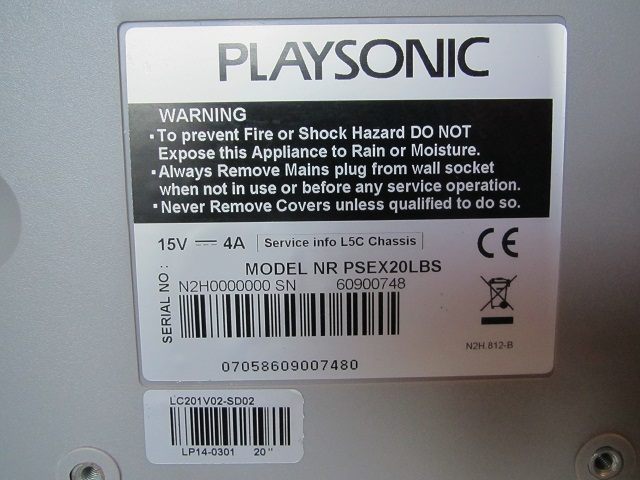 PLAYSONIC
WARNING
▪To prevent Fire or Shock Hazard DO NOT
Expose this Appliance to Rain or Moisture.
▪Always Remove Mains plug from wall socket
when not in use or before any service operation.
▪Never Remove Covers unless qualified to do so.
15V ⎓ 4A Service info L5C Chassis CE
MODEL NR PSEX20LBS
SERIAL NO :
N2H0000000 SN 60900748
N2H.812-B
07058609007480
LC201V02-SD02
LP14-0301 20"